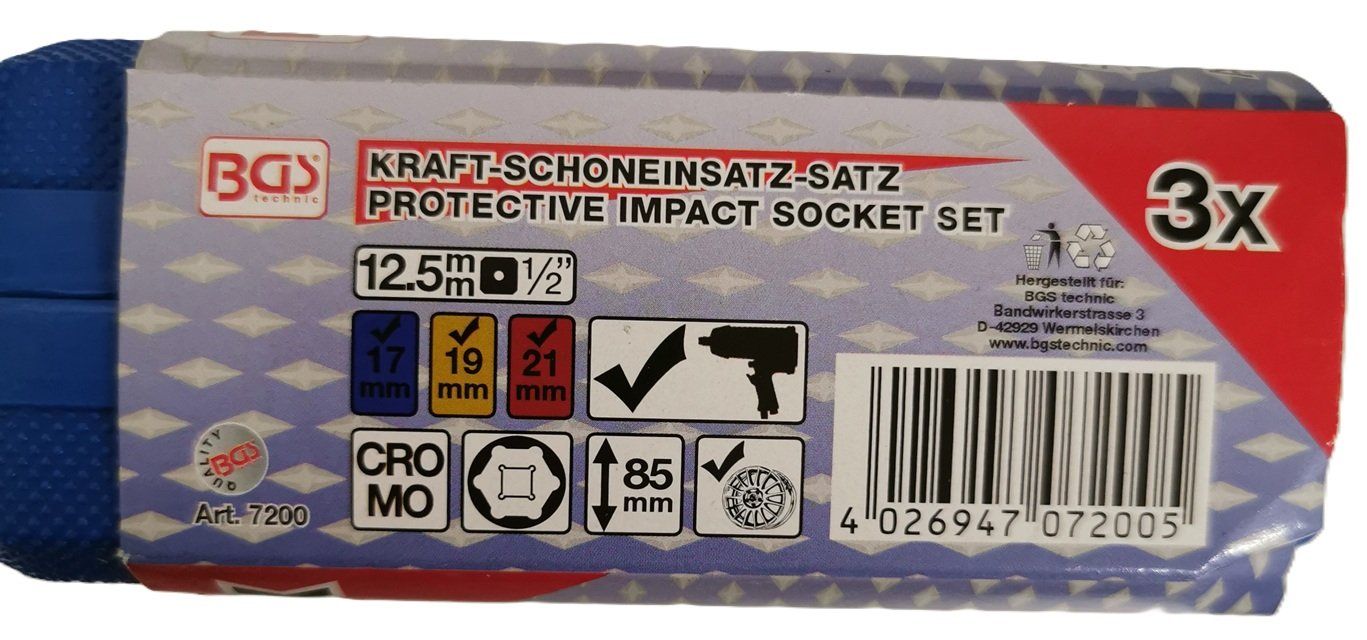 BGS
technic
KRAFT-SCHONEINSATZ-SATZ
PROTECTIVE IMPACT SOCKET SET
3x
12.5mm 1/2”
17 mm
19 mm
21 mm
Hergestellt für:
BGS technic
Bandwirkerstrasse 3
D-42929 Wermelskirchen
www.bgstechnic.com
CRO
MO
85
mm
QUALITY
BGS
Art. 7200
4 026947 072005